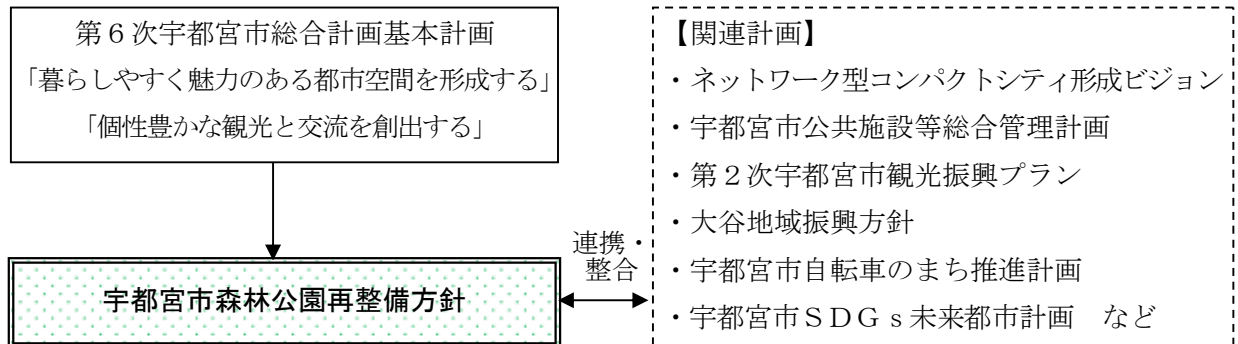 第６次宇都宮市総合計画基本計画
「暮らしやすく魅力のある都市空間を形成する」
「個性豊かな観光と交流を創出する」
宇都宮市森林公園再整備方針
連携・
整合
【関連計画】
・ネットワーク型コンパクトシティ形成ビジョン
・宇都宮市公共施設等総合管理計画
・第２次宇都宮市観光振興プラン
・大谷地域振興方針
・宇都宮市自転車のまち推進計画
・宇都宮市ＳＤＧｓ未来都市計画　など